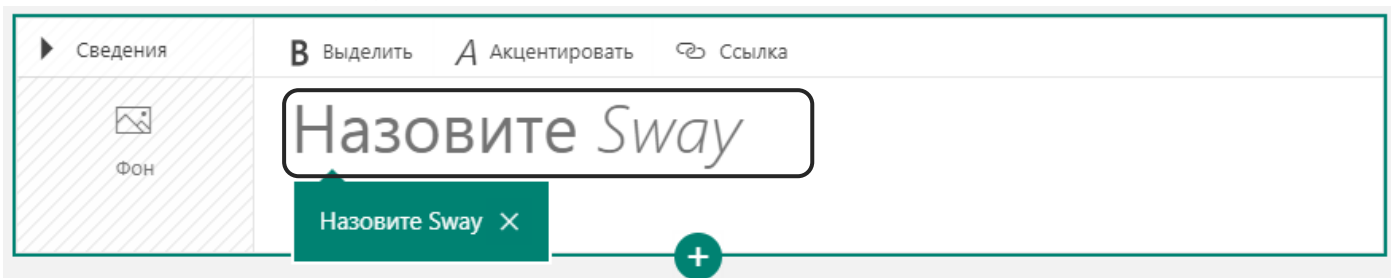 Сведения
B Выделить A Акцентировать Ссылка
Фон
Назовите Sway
Назовите Sway